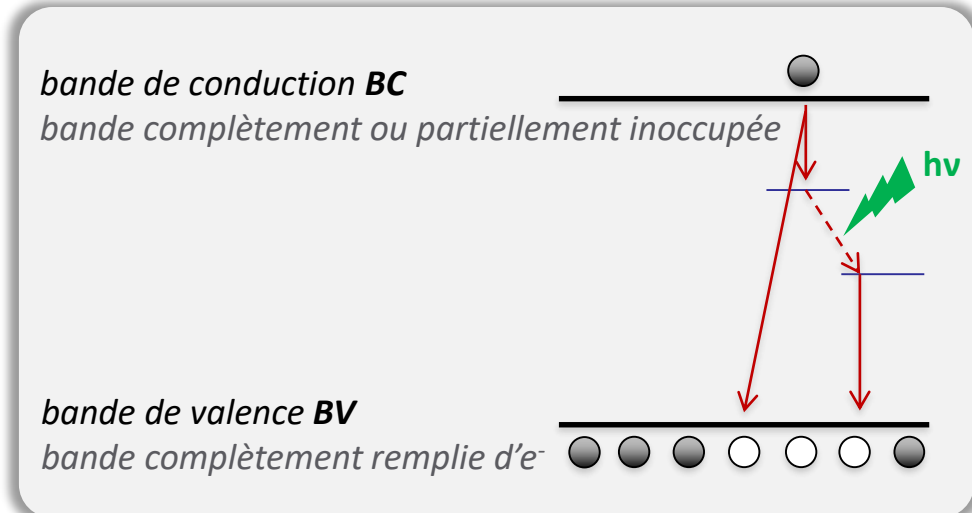 bande de conduction BC
bande complètement ou partiellement inoccupée
hν
bande de valence BV
bande complètement remplie d’e-